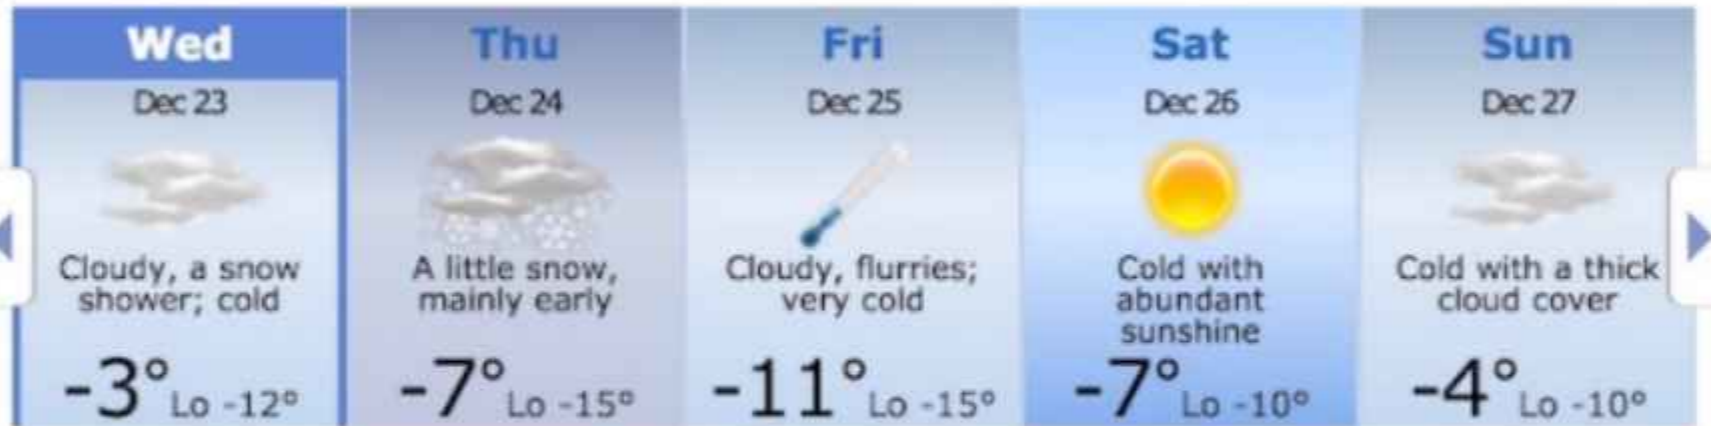 Wed
Dec 23
Cloudy, a snow
shower; cold
-3° Lo -12°
Thu
Dec 24
A little snow,
mainly early
-7° Lo -15°
Fri
Dec 25
Cloudy, flurries;
very cold
-11° Lo -15°
Sat
Dec 26
Cold with
abundant
sunshine
-7° Lo -10°
Sun
Dec 27
Cold with a thick
cloud cover
-4° Lo -10°